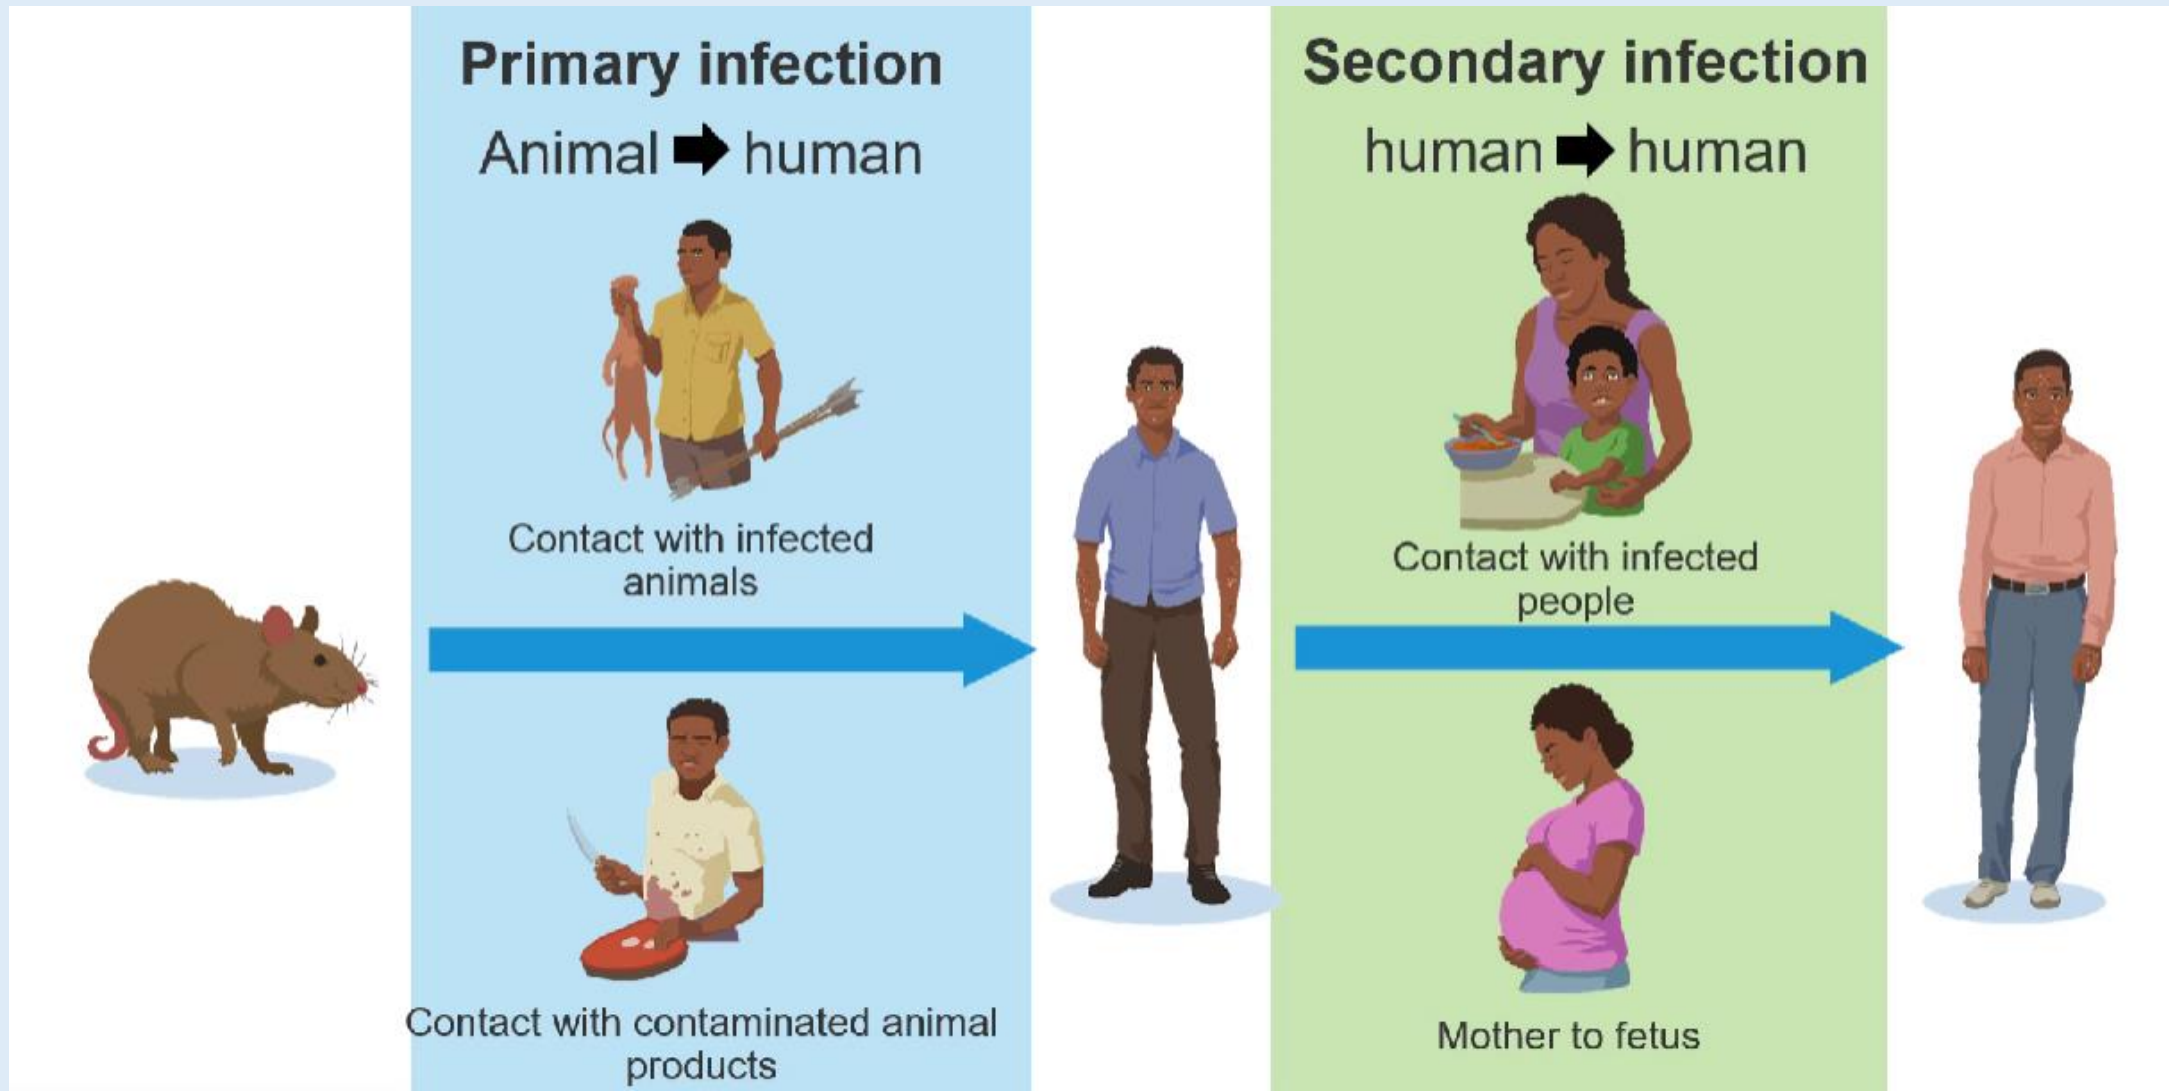 Primary infection
Animal ➡ human
Contact with infected
animals
Contact with contaminated animal
products
Secondary infection
human ➡ human
Contact with infected
people
Mother to fetus